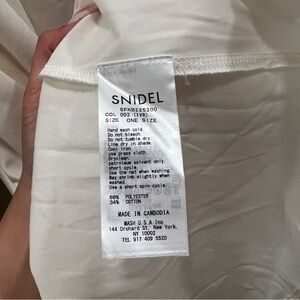 SNIDEL
SFKB225300
COL 003 (IVR)
SIZE ONE SIZE
Hand wash cold
Do not bleach
Do not tumble dry
Line dry in shade.
Cool iron.
use press cloth.
Dryclean.
petroleum solvent only.
short cycle.
Use the net when washing.
May shrink slightly when
washed.
Use a short spin cycle.
66% POLYESTER
34% COTTON
MADE IN CAMBODIA
MASH U.S.A Inc
144 Orchard St, New York,
NY 10002
TEL 917 409 5520